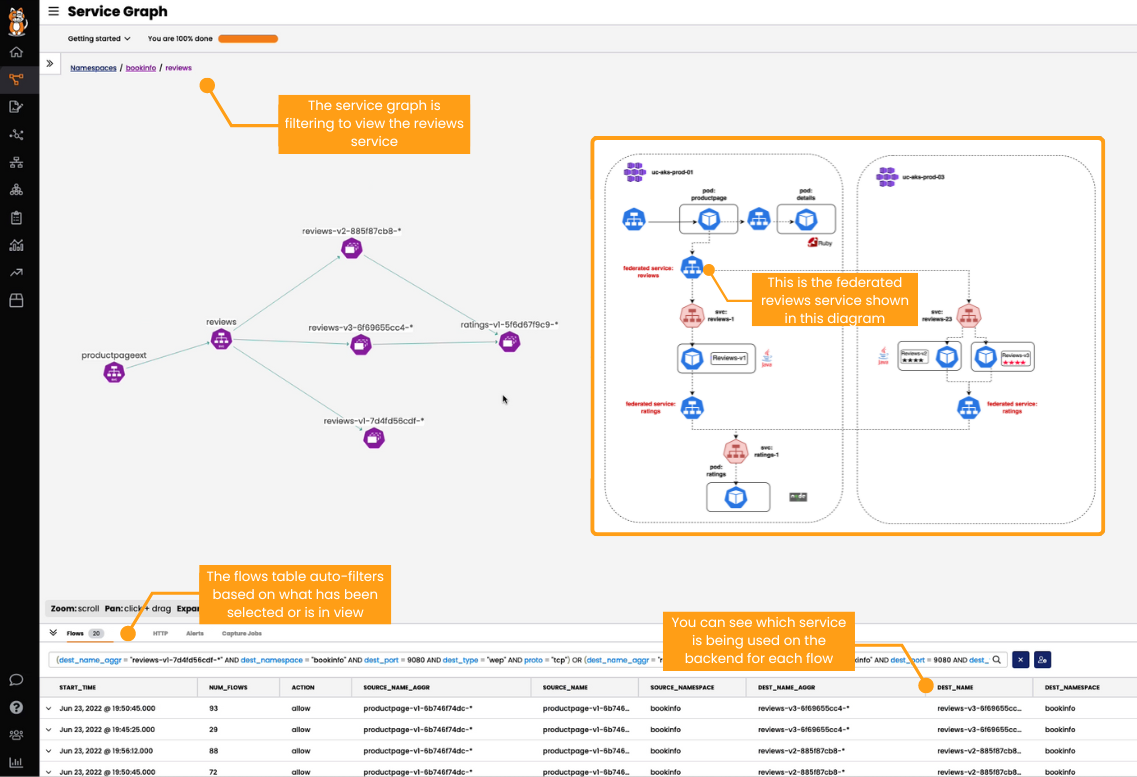 Service Graph
Getting started
You are 100% done
Namespaces / bookinfo / reviews
The service graph is
filtering to view the reviews
service
reviews-v2-885f87cb8-*
reviews
reviews-v3-6f69655cc4-*
ratings-v1-5f6d67f9c9-*
productpageext
reviews-v1-7d4fd56cdf-*
uc-aks-prod-01
uc-aks-prod-03
pod:
productpage
pod:
details
Ruby
federated service:
reviews
This is the federated
reviews service shown
in this diagram
svc:
reviews-1
svc:
reviews-23
Reviews-v1
Java
Java
Reviews-v2
Reviews-v3
federated service:
ratings
federated service:
ratings
svc:
ratings-1
pod:
ratings
node
The flows table auto-filters
based on what has been
selected or is in view
Zoom: scroll Pan: click + drag Expan
You can see which service
is being used on the
backend for each flow
Flows 20 HTTP Alerts Capture Jobs
(dest_name_aggr = "reviews-v1-7d4fd56cdf-*" AND dest_namespace = "bookinfo" AND dest_port = 9080 AND dest_type = "wep" AND proto = "tcp") OR (dest_name_aggr = "r
info" AND dest_port = 9080 AND dest_
START_TIME NUM_FLOWS ACTION SOURCE_NAME_AGGR SOURCE_NAME SOURCE_NAMESPACE DEST_NAME_AGGR DEST_NAME DEST_NAMESPACE
Jun 23, 2022 @ 19:50:45.000 93 allow productpage-v1-6b746f74dc-* productpage-v1-6b746... bookinfo reviews-v3-6f69655cc4-* reviews-v3-6f69655cc... bookinfo
Jun 23, 2022 @ 19:45:25.000 29 allow productpage-v1-6b746f74dc-* productpage-v1-6b746... bookinfo reviews-v3-6f69655cc4-* reviews-v3-6f69655cc... bookinfo
Jun 23, 2022 @ 19:56:12.000 88 allow productpage-v1-6b746f74dc-* productpage-v1-6b746... bookinfo reviews-v2-885f87cb8-* reviews-v2-885f87cb8... bookinfo
Jun 23, 2022 @ 19:50:45.000 72 allow productpage-v1-6b746f74dc-* productpage-v1-6b746... bookinfo reviews-v2-885f87cb8-* reviews-v2-885f87cb8... bookinfo